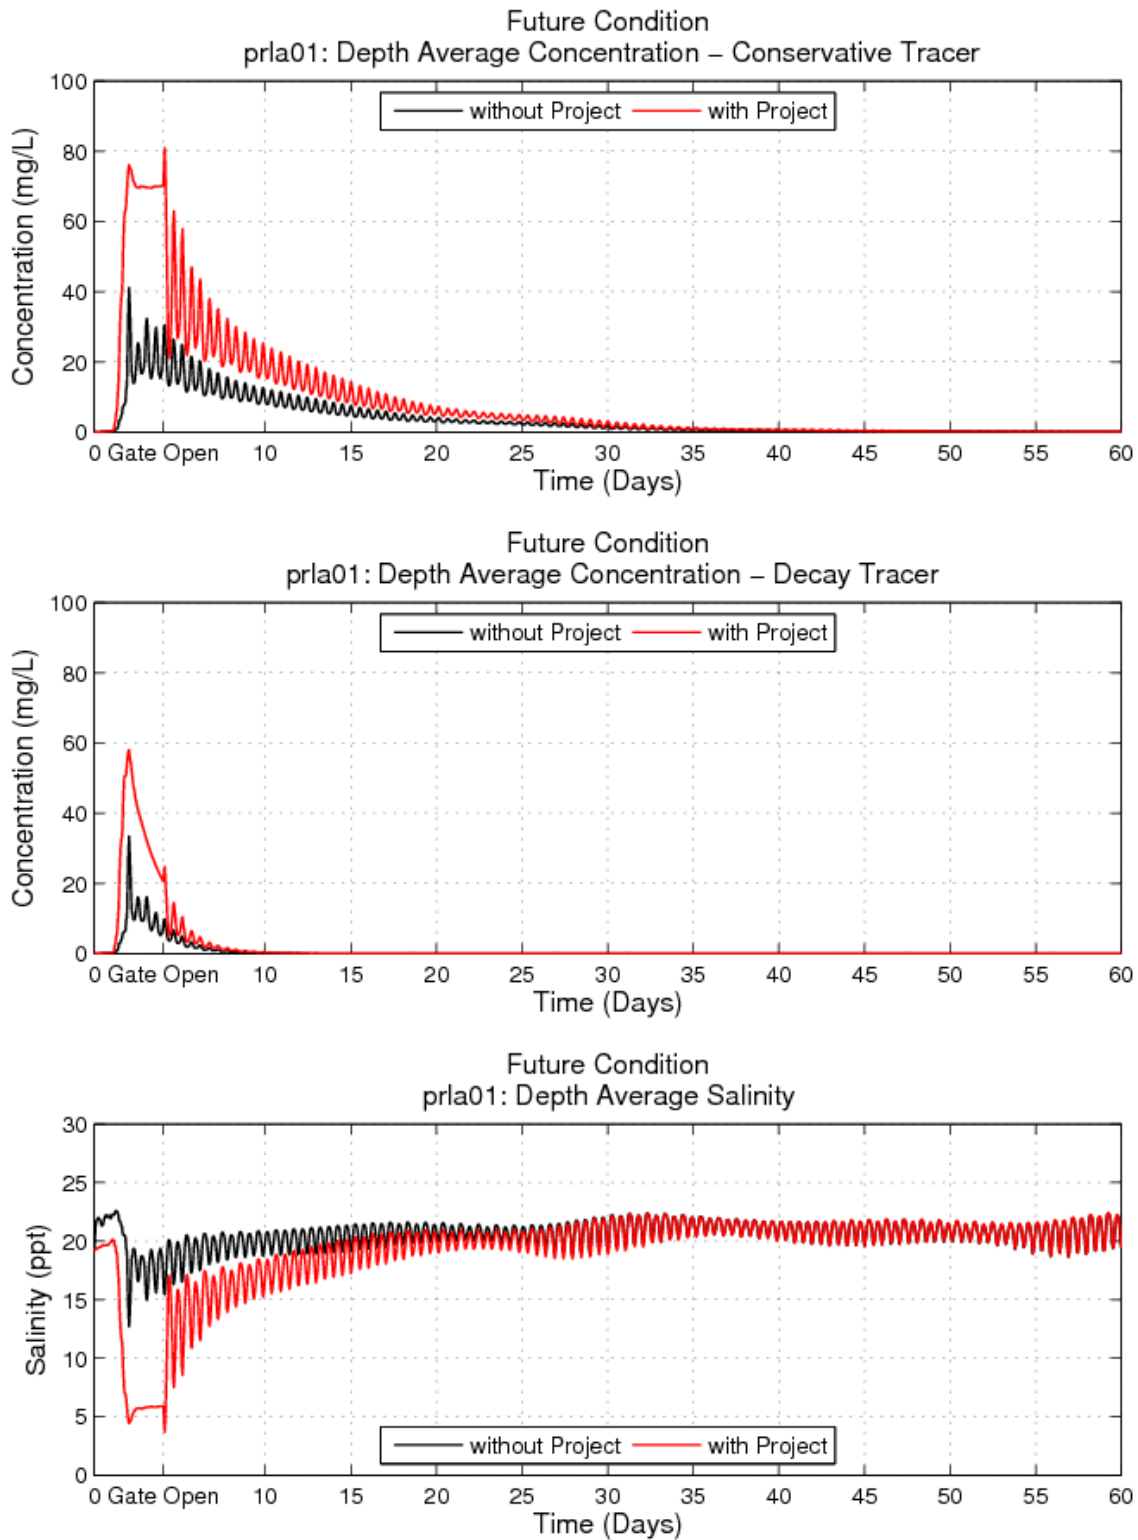 Future Condition
prla01: Depth Average Concentration – Conservative Tracer
100
80
60
40
20
0
Concentration (mg/L)
without Project with Project
0 Gate Open 10 15 20 25 30 35 40 45 50 55 60
Time (Days)
Future Condition
prla01: Depth Average Concentration – Decay Tracer
100
80
60
40
20
0
Concentration (mg/L)
without Project with Project
0 Gate Open 10 15 20 25 30 35 40 45 50 55 60
Time (Days)
Future Condition
prla01: Depth Average Salinity
30
25
20
15
10
5
0
Salinity (ppt)
without Project with Project
0 Gate Open 10 15 20 25 30 35 40 45 50 55 60
Time (Days)